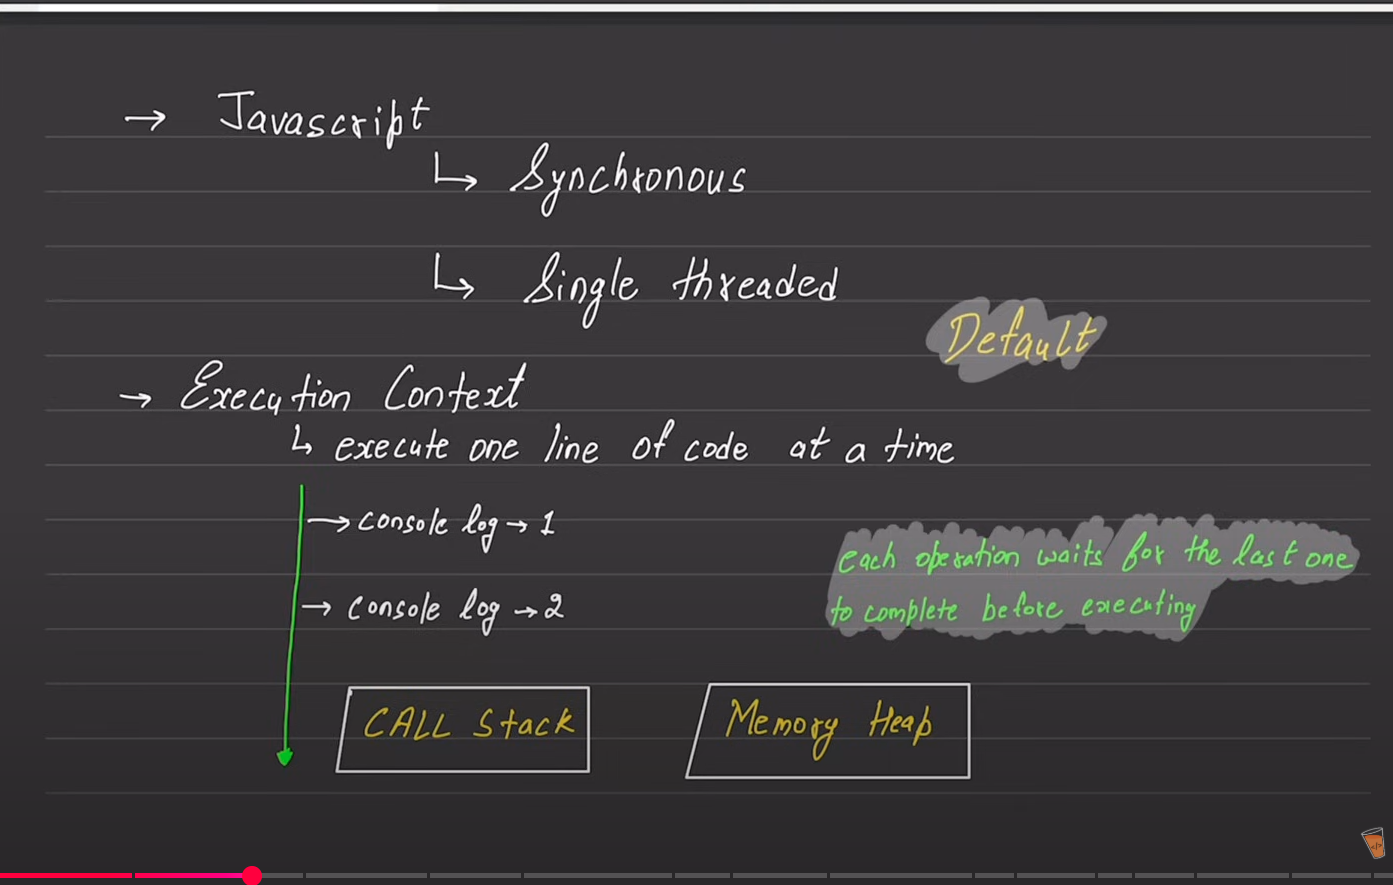 → Javascript
↳ Synchronous
↳ Single threaded
Default
→ Execution Context
↳ execute one line of code at a time
→ console log → 1
each operation waits for the last one
→ console log → 2
to complete before executing
CALL Stack
Memory Heap